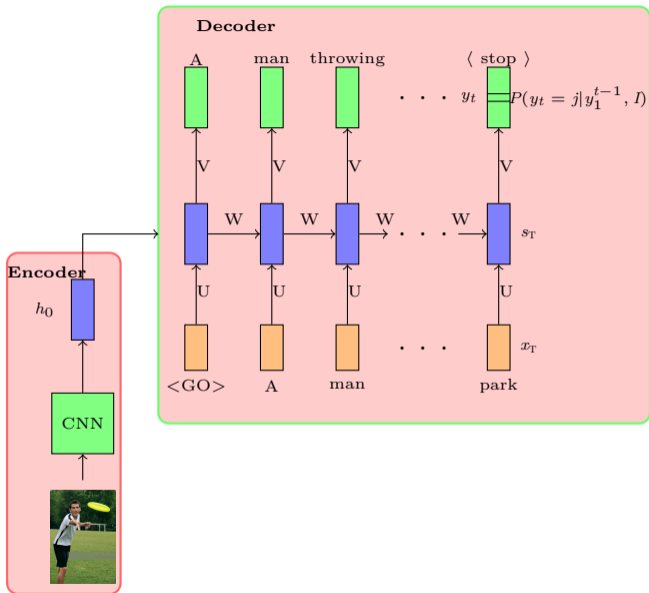 Decoder
A man throwing ⟨ stop ⟩
. . . y_t P(y_t = j|y_1^{t-1}, I)
V V V V
W W W . . . W s_T
Encoder
h_0
U U U U
. . . x_T
<GO> A man park
CNN